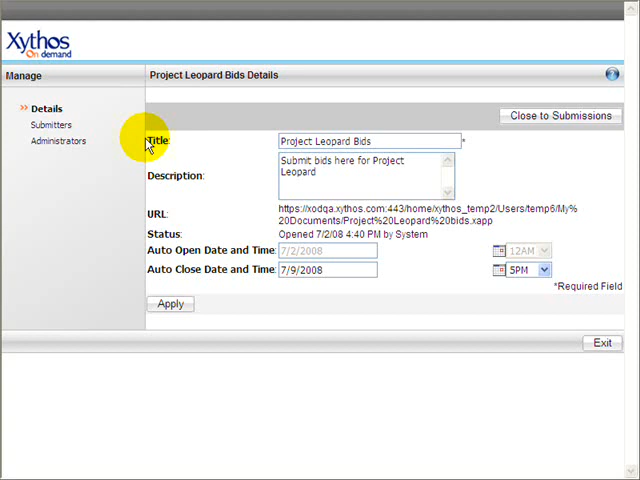 Xythos
On demand
Manage
Project Leopard Bids Details
?
Details
Submitters
Administrators
Close to Submissions
Title:
Project Leopard Bids
*
Description:
Submit bids here for Project
Leopard
URL:
https://xodqa.xythos.com:443/home/xythos_temp2/Users/temp6/My%
20Documents/Project%20Leopard%20bids.xapp
Status:
Opened 7/2/08 4:40 PM by System
Auto Open Date and Time:
7/2/2008
12AM
Auto Close Date and Time:
7/9/2008
5PM
*Required Field
Apply
Exit